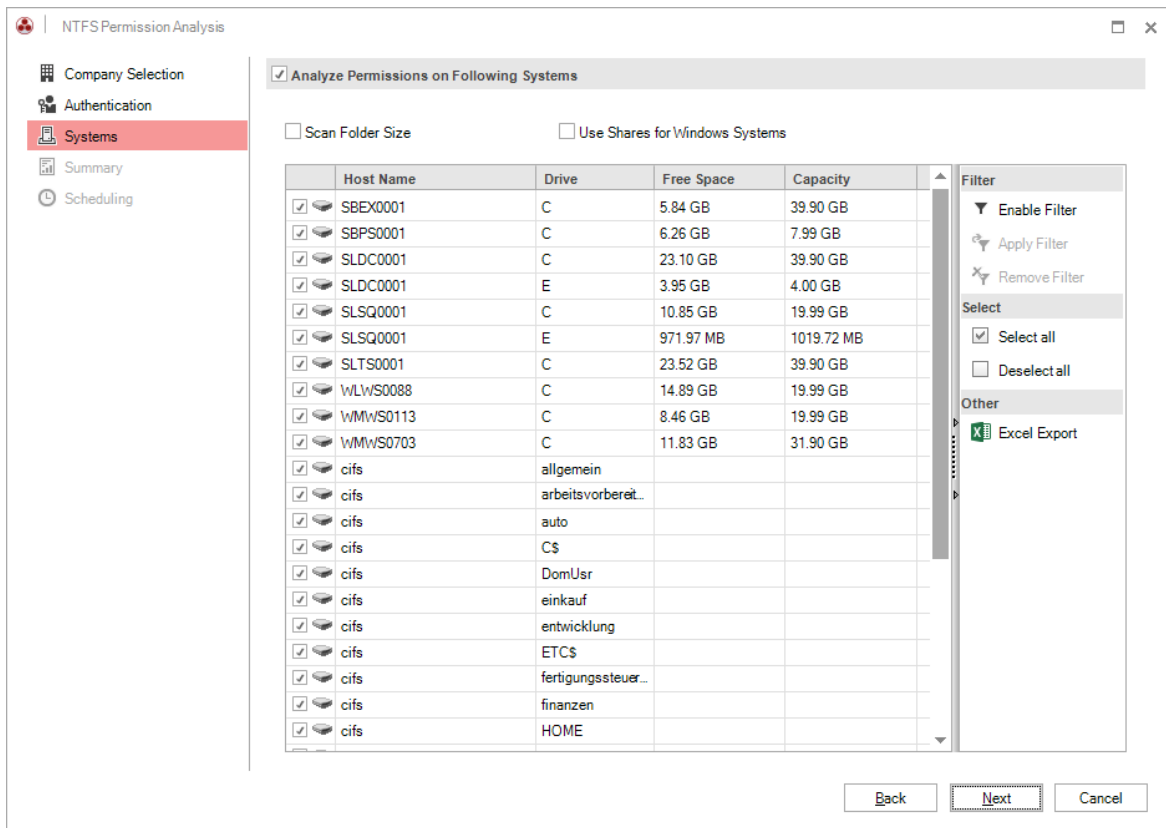 NTFS Permission Analysis
Company Selection
Authentication
Systems
Summary
Scheduling
Analyze Permissions on Following Systems
Scan Folder Size Use Shares for Windows Systems
Host Name Drive Free Space Capacity
SBEX0001 C 5.84 GB 39.90 GB
SBPS0001 C 6.26 GB 7.99 GB
SLDC0001 C 23.10 GB 39.90 GB
SLDC0001 E 3.95 GB 4.00 GB
SLSQ0001 C 10.85 GB 19.99 GB
SLSQ0001 E 971.97 MB 1019.72 MB
SLTS0001 C 23.52 GB 39.90 GB
WLWS0088 C 14.89 GB 19.99 GB
WMWS0113 C 8.46 GB 19.99 GB
WMWS0703 C 11.83 GB 31.90 GB
cifs allgemein
cifs arbeitsvorbereit...
cifs auto
cifs C$
cifs DomUsr
cifs einkauf
cifs entwicklung
cifs ETC$
cifs fertigungssteuer...
cifs finanzen
cifs HOME
Filter
Enable Filter
Apply Filter
Remove Filter
Select
Select all
Deselect all
Other
Excel Export
Back Next Cancel